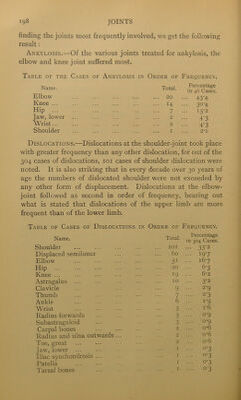 198 JOINTS
finding the joints most frequently involved, we get the following
result :
ANKYLOSIS.—Of the various joints treated for ankylosis, the
elbow and knee joint suffered most.
TABLE OF THE CASES OF ANKYLOSIS IN ORDER OF FREQUENCY.
Name. Total. Percentage
in 46 Cases.
Elbow ... 20 ... 43'4
Knee ... 14 ... 30'4
Hip ... 7 ... 15'2
Jaw, lower ... 2 ... 4'3
Wrist ... 2 ... 4'3
Shoulder ... 1 ... 2'1
DISLOCATIONS.—Dislocations at the shoulder-joint took place
with greater frequency than any other dislocation, for out of the
304 cases of dislocations, 101 cases of shoulder dislocation were
noted. It is also striking that in every decade over 30 years of
age the numbers of dislocated shoulder were not exceeded by
any other form of displacement. Dislocations at the elbow-
joint followed as second in order of frequency, bearing out
what is stated that dislocations of the upper limb are more
frequent than of the lower limb.
TABLE OF CASES OF DISLOCATIONS IN ORDER OF FREQUENCY.
Name. Total. Percentage
in 304 Cases.
Shoulder ... 101 ... 33'2
Displaced semilunes ... 60 ... 19'7
Elbow ... 51 ... 16'7
Hip ... 20 ...
Knee ... 19 ... 6'2
Astragalus ... 10 ... 3'2
Clavicle ... 9 ... 2'9
Thumb ... 7 ... 2'3
Ankle ... 6 ... 1'9
Wrist ... 5 ... 1'6
Radius forwards ... 3 ... 0'9
Subastragaloid ... 3 ... 0'9
Carpal bones ... 2 ... 0'6
Radius and ulna outwards ... 2 ... 0'6
Toe, great ... 2 ... 0'6
Jaw, lower ... 1 ... 0'3
Iliac synchondrosis ... 1 ... 0'3
Patella ... 1 ... 0'3
Tarsal bones ... 1 ... 0'3